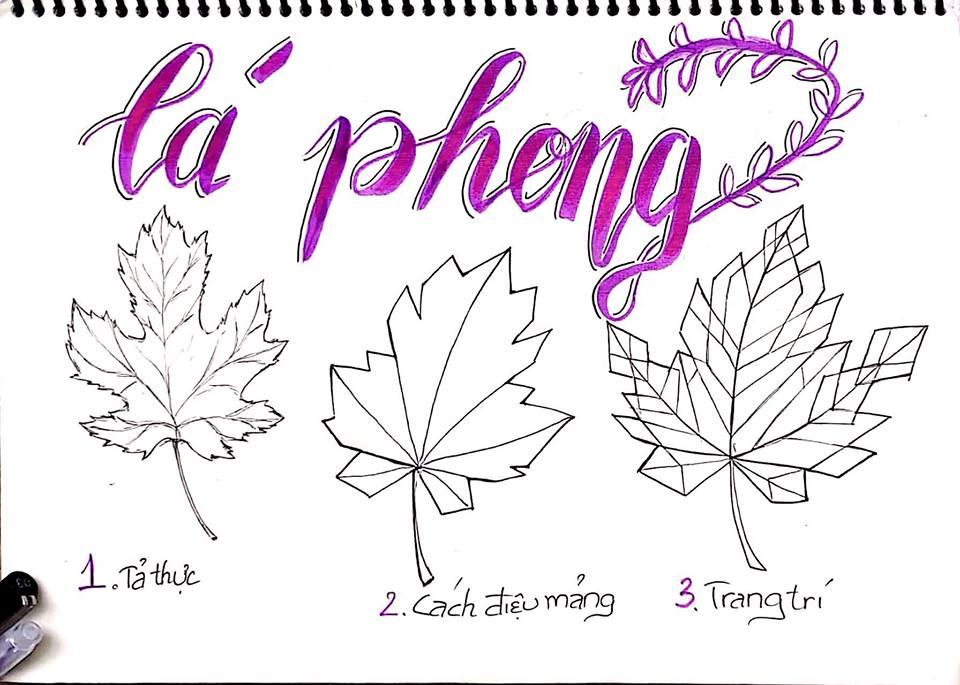 lá phong
1. Tả thực
2. Cách điệu mảng
3. Trang trí